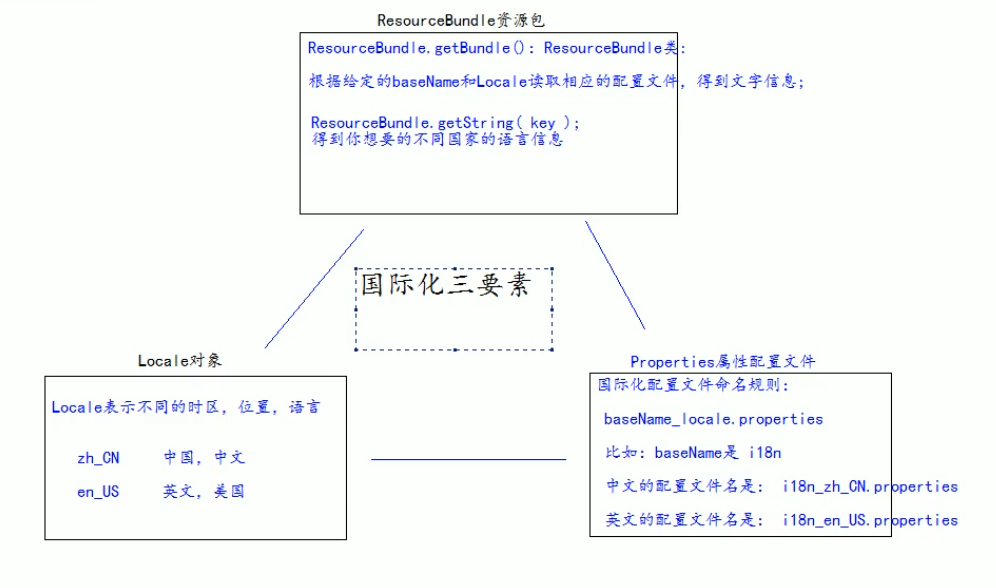 ResourceBundle资源包
ResourceBundle.getBundle(): ResourceBundle类:
根据给定的baseName和Locale读取相应的配置文件, 得到文字信息;
ResourceBundle.getString( key );
得到你想要的不同国家的语言信息
国际化三要素
Locale对象
Locale表示不同的时区, 位置, 语言
zh_CN 中国, 中文
en_US 英文, 美国
Properties属性配置文件
国际化配置文件命名规则:
baseName_locale.properties
比如: baseName是 i18n
中文的配置文件名是: i18n_zh_CN.properties
英文的配置文件名是: i18n_en_US.properties